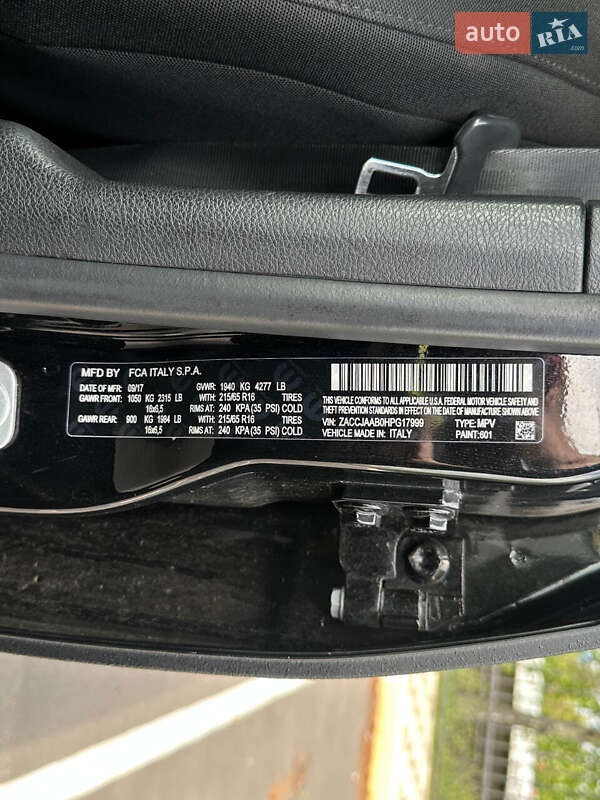 auto RIA
.com
MFD BY FCA ITALY S.P.A.
DATE OF MFR: 09/17 GVWR: 1940 KG 4277 LB
GAWR FRONT: 1050 KG 2315 LB WITH 215/65 R16 TIRES
16x6,5 RIMS AT: 240 KPA(35 PSI) COLD
GAWR REAR: 900 KG 1984 LB WITH 215/65 R16 TIRES
16x6,5 RIMS AT: 240 KPA(35 PSI) COLD
THIS VEHICLE CONFORMS TO ALL APPLICABLE U.S.A. FEDERAL MOTOR VEHICLE SAFETY AND
THEFT PREVENTION STANDARDS IN EFFECT ON THE DATE OF MANUFACTURE SHOWN ABOVE.
VIN: ZACCJAAB0HPG17999 TYPE: MPV
VEHICLE MADE IN: ITALY PAINT: 601